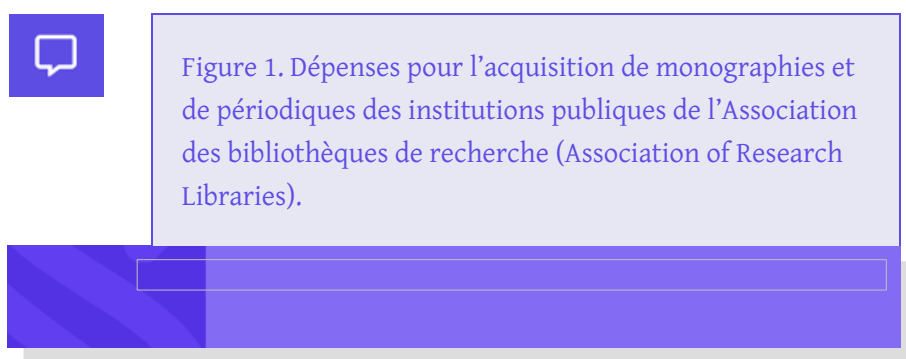 Figure 1. Dépenses pour l’acquisition de monographies et
de périodiques des institutions publiques de l’Association
des bibliothèques de recherche (Association of Research
Libraries).